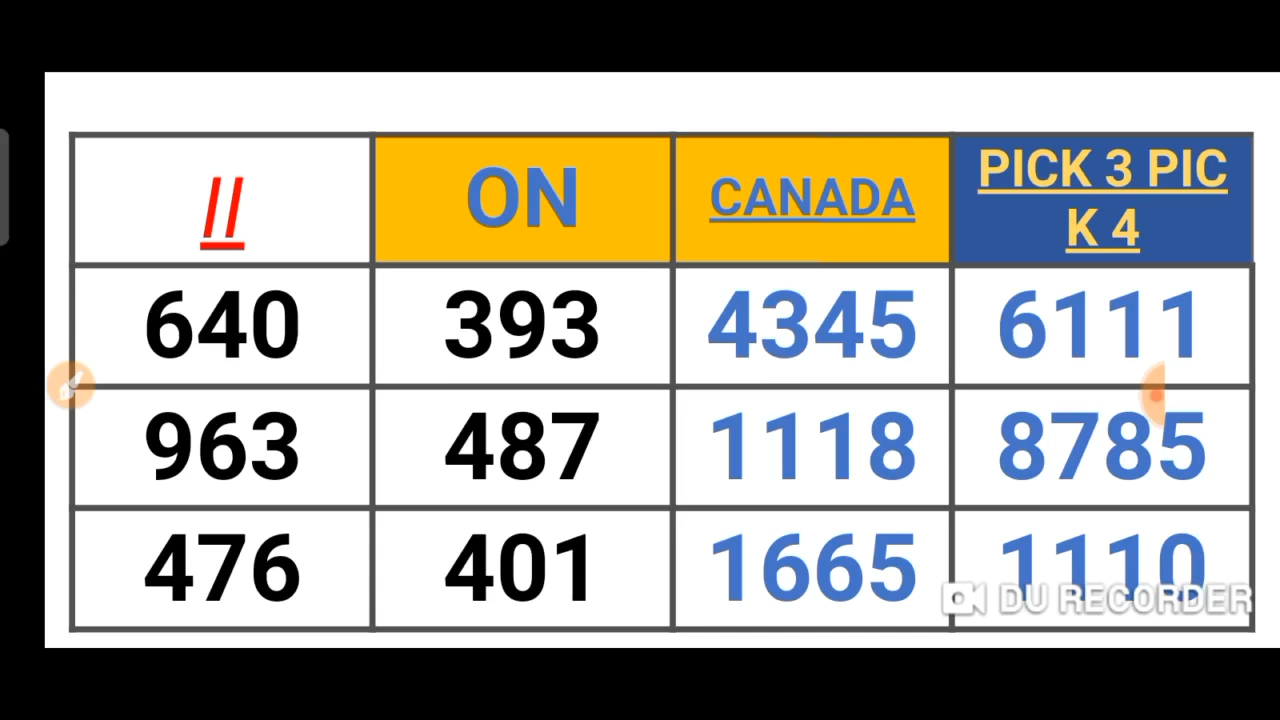 //
ON
CANADA
PICK 3 PIC
K 4
640 393 4345 6111
963 487 1118 8785
476 401 1665 1110
DU RECORDER